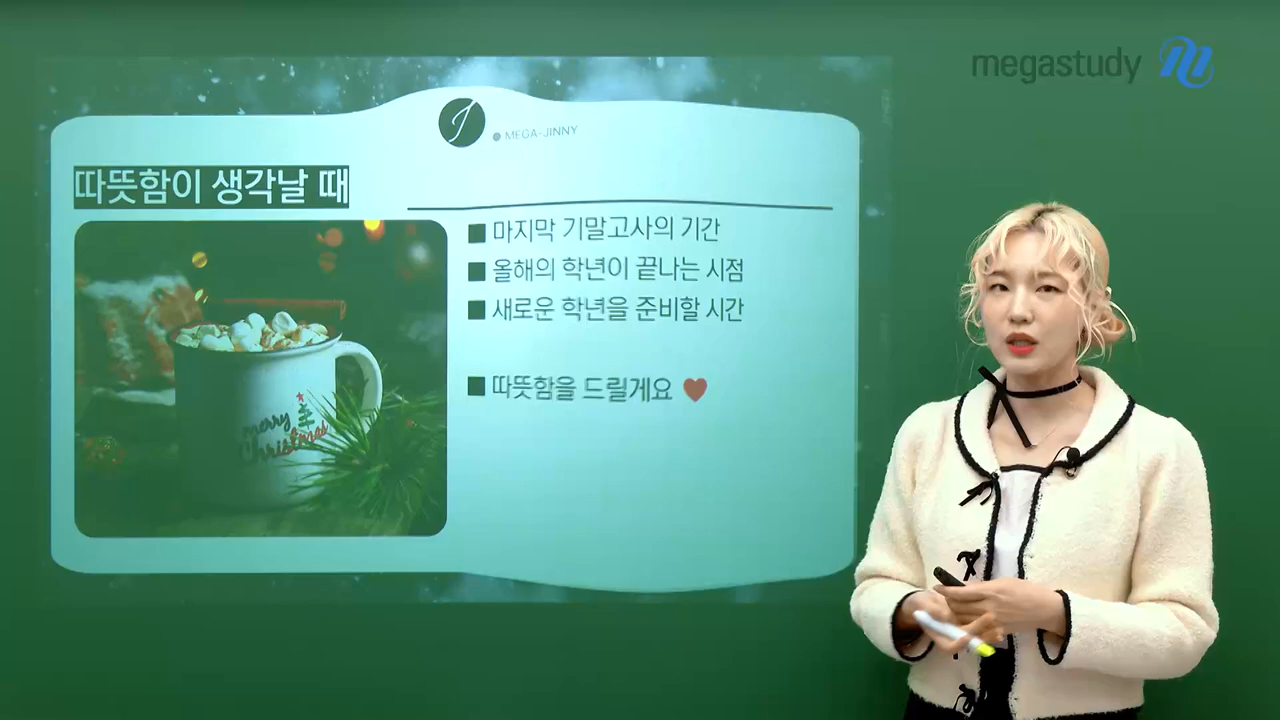 megastudy
J
MEGA-JINNY
따뜻함이 생각날 때
마지막 기말고사의 기간
올해의 학년이 끝나는 시점
새로운 학년을 준비할 시간
따뜻함을 드릴게요 ♥
merry
Christmas